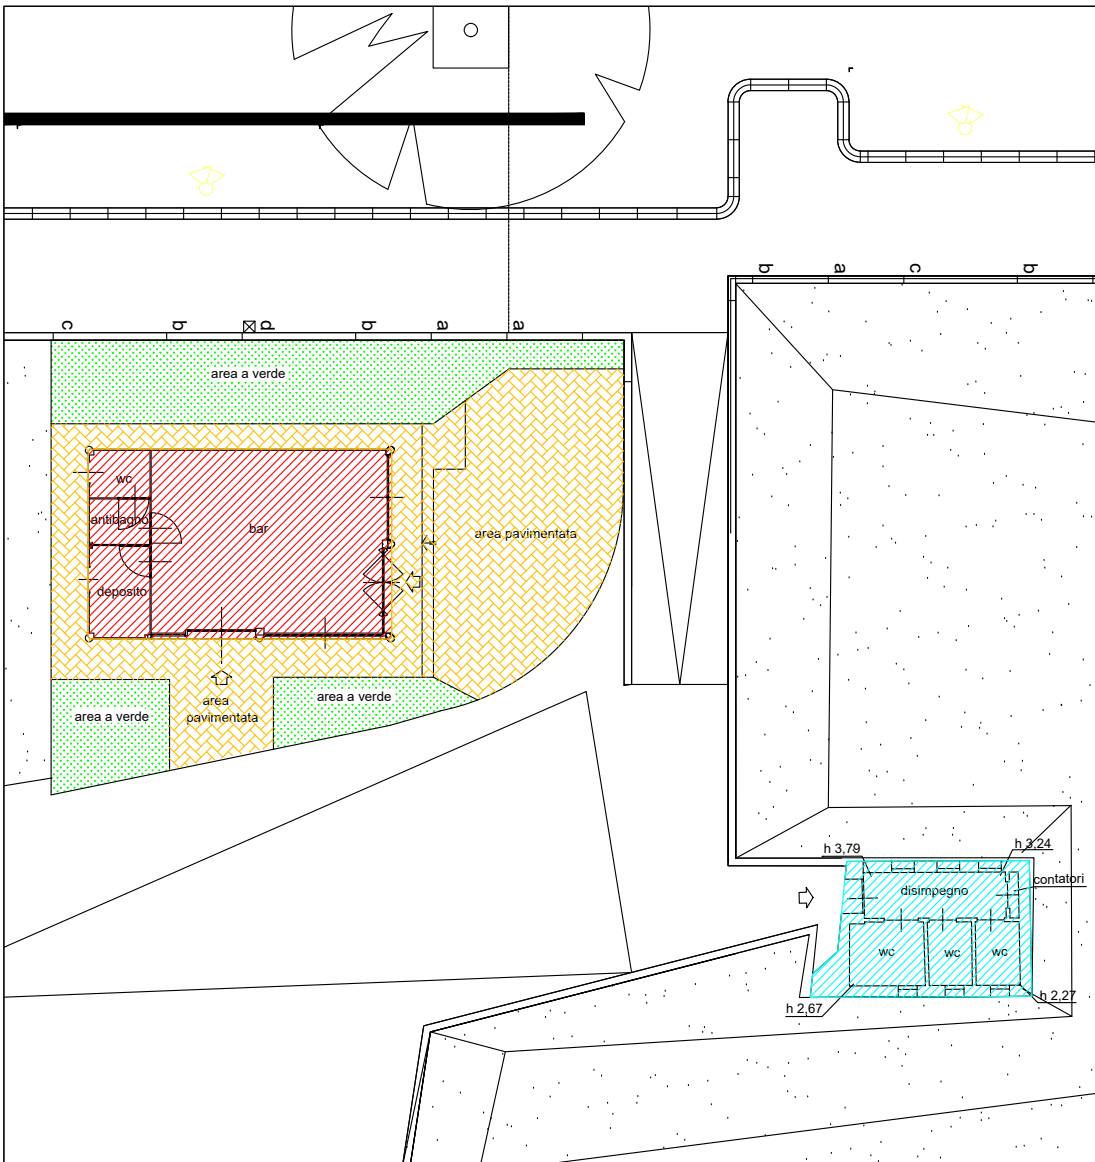 b
a
c
b
c
b
d
b
a
a
area a verde
wc
antibagno
bar
area pavimentata
deposito
area a verde
area
pavimentata
area a verde
h 3,79
h 3,24
contatori
disimpegno
wc
wc
wc
h 2,67
h 2,27